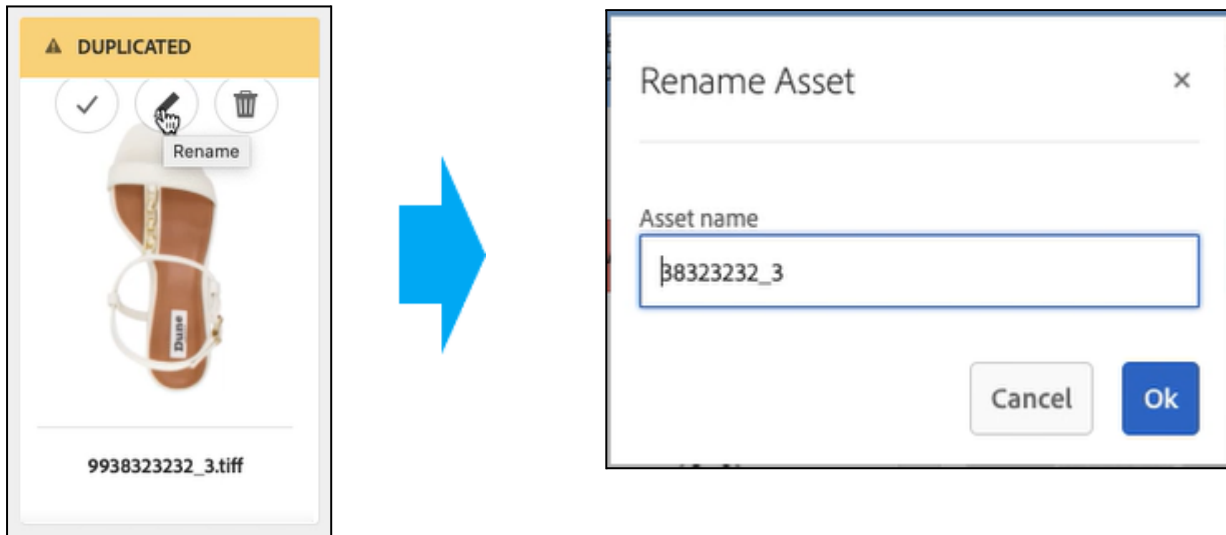 DUPLICATED
Rename
Dune
9938323232_3.tiff
Rename Asset
Asset name
38323232_3
Cancel
Ok